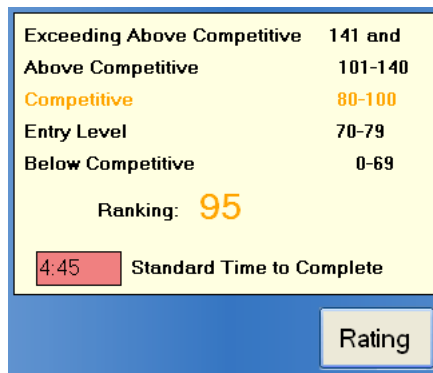 Exceeding Above Competitive 141 and
Above Competitive 101-140
Competitive 80-100
Entry Level 70-79
Below Competitive 0-69
Ranking: 95
4:45 Standard Time to Complete
Rating